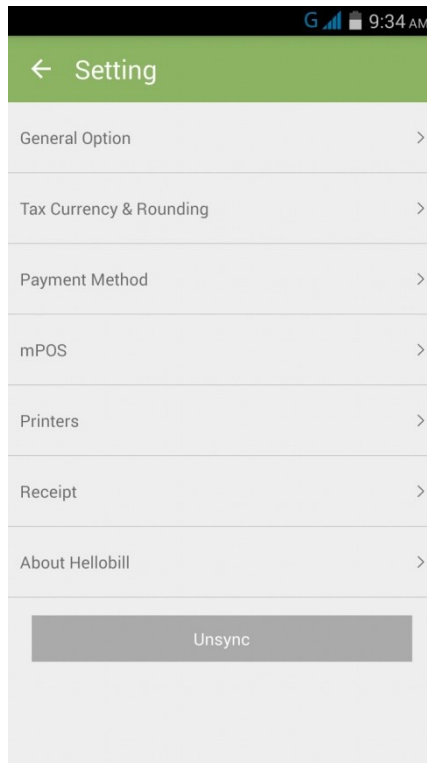 G 9:34 AM
Setting
General Option
Tax Currency & Rounding
Payment Method
mPOS
Printers
Receipt
About Hellobill
Unsync